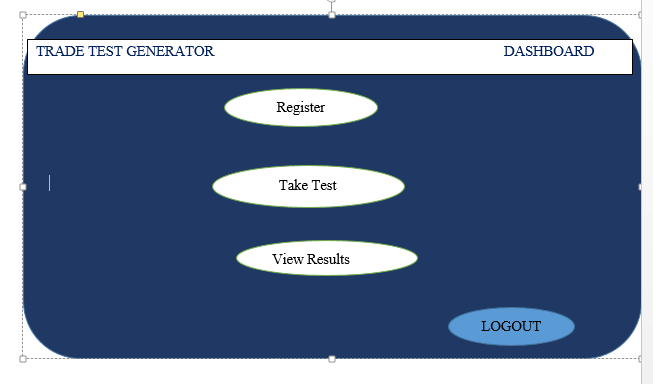 TRADE TEST GENERATOR DASHBOARD
Register
Take Test
View Results
LOGOUT